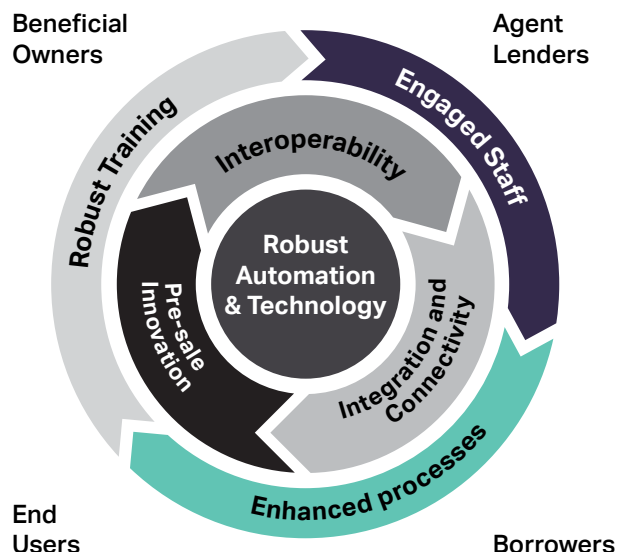 Beneficial
Owners
Agent
Lenders
Robust Training
Engaged Staff
Interoperability
Robust
Automation
& Technology
Pre-sale
Innovation
Integration and
Connectivity
Enhanced processes
End
Users
Borrowers